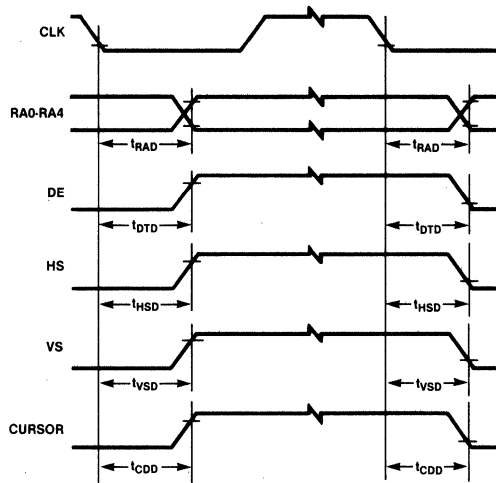 CLK
RA0-RA4
tRAD tRAD
DE
tDTD tDTD
HS
tHSD tHSD
VS
tVSD tVSD
CURSOR
tCDD tCDD